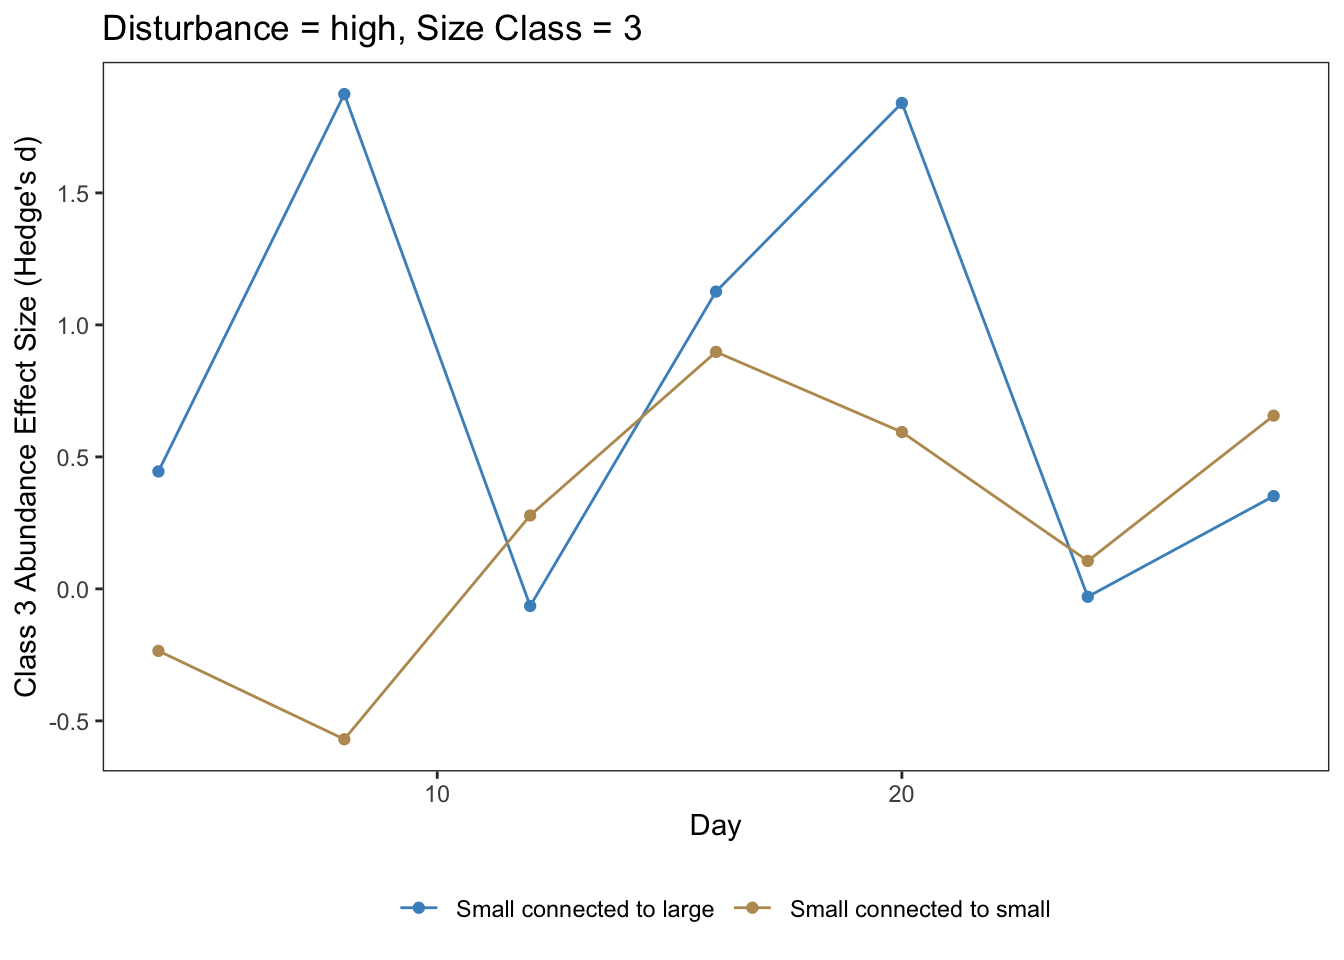 Disturbance = high, Size Class = 3
Class 3 Abundance Effect Size (Hedge's d)
1.5
1.0
0.5
0.0
-0.5
10 20
Day
Small connected to large Small connected to small